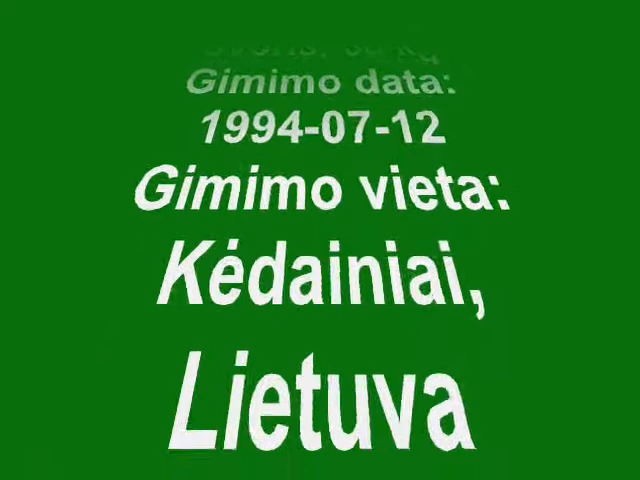 Gimimo data:
1994-07-12
Gimimo vieta:
Kėdainiai,
Lietuva